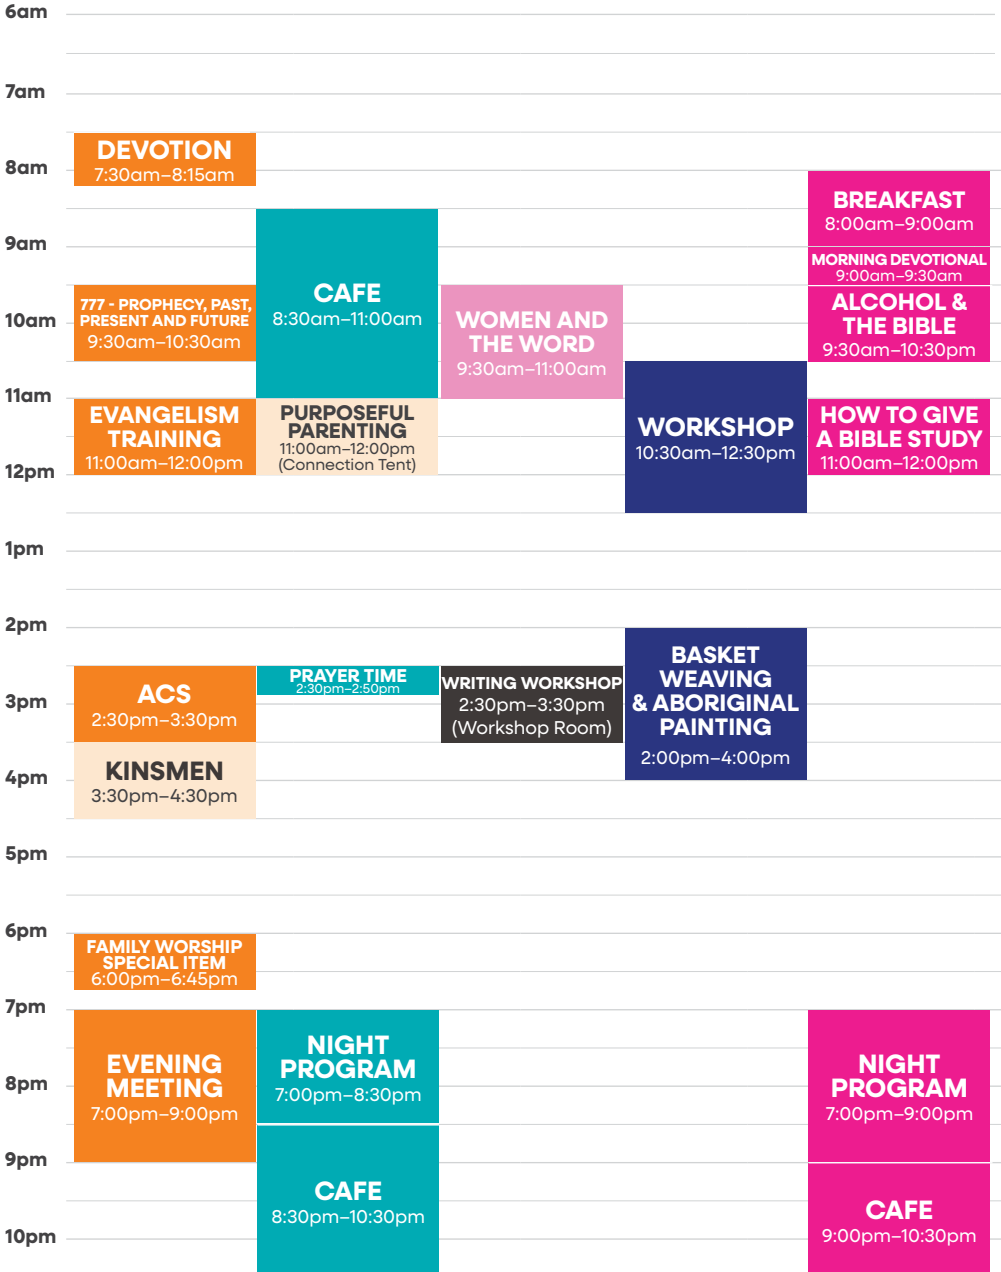 6am
7am
8am
9am
10am
11am
12pm
1pm
2pm
3pm
4pm
5pm
6pm
7pm
8pm
9pm
10pm
DEVOTION
7:30am–8:15am
777 - PROPHECY, PAST,
PRESENT AND FUTURE
9:30am–10:30am
EVANGELISM
TRAINING
11:00am–12:00pm
ACS
2:30pm–3:30pm
KINSMEN
3:30pm–4:30pm
FAMILY WORSHIP
SPECIAL ITEM
6:00pm–6:45pm
EVENING
MEETING
7:00pm–9:00pm
CAFE
8:30am–11:00am
PURPOSEFUL
PARENTING
11:00am–12:00pm
(Connection Tent)
PRAYER TIME
2:30pm–2:50pm
NIGHT
PROGRAM
7:00pm–8:30pm
CAFE
8:30pm–10:30pm
WOMEN AND
THE WORD
9:30am–11:00am
WRITING WORKSHOP
2:30pm–3:30pm
(Workshop Room)
WORKSHOP
10:30am–12:30pm
BASKET
WEAVING
& ABORIGINAL
PAINTING
2:00pm–4:00pm
BREAKFAST
8:00am–9:00am
MORNING DEVOTIONAL
9:00am–9:30am
ALCOHOL &
THE BIBLE
9:30am–10:30pm
HOW TO GIVE
A BIBLE STUDY
11:00am–12:00pm
NIGHT
PROGRAM
7:00pm–9:00pm
CAFE
9:00pm–10:30pm